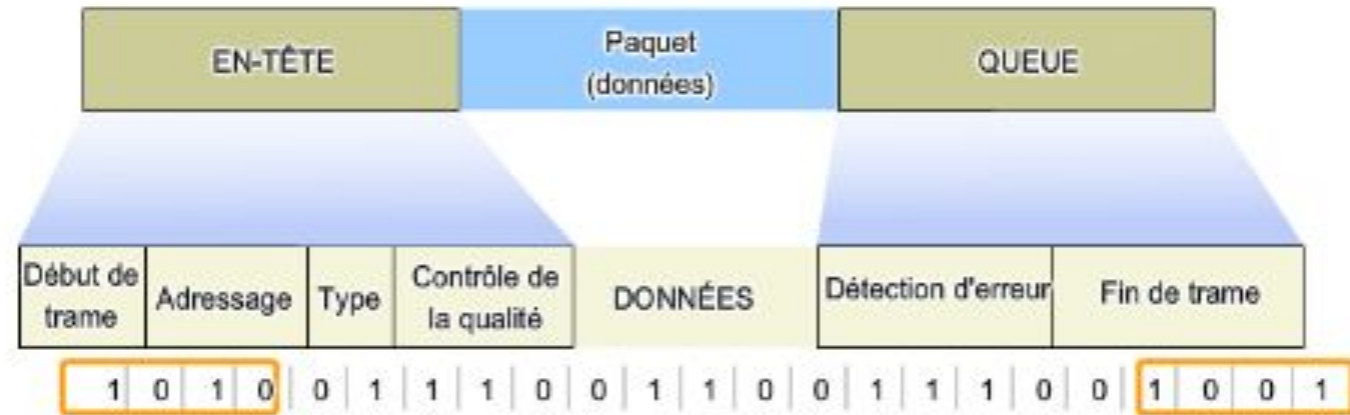 EN-TÊTE
Paquet
(données)
QUEUE
Début de
trame
Adressage
Type
Contrôle de
la qualité
DONNÉES
Détection d'erreur
Fin de trame
1 0 1 0 0 1 1 1 0 0 1 1 0 0 1 1 1 0 0 1 0 0 1